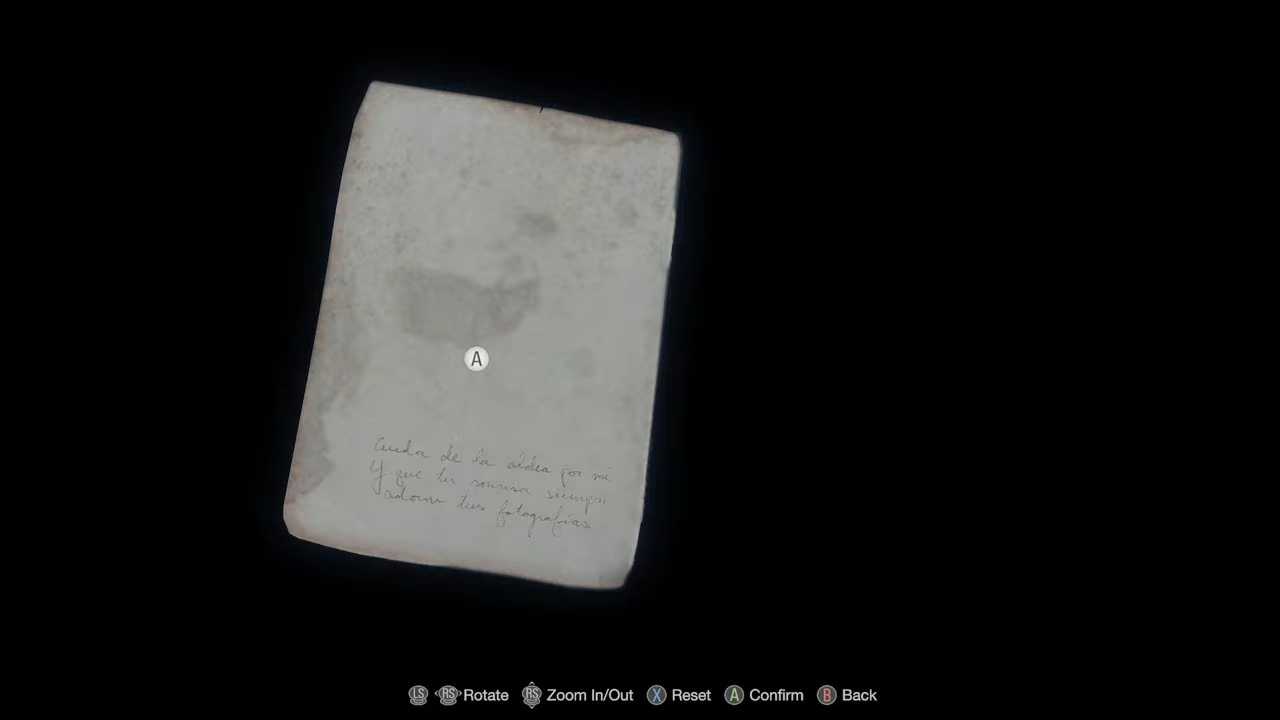 A
Cuida de la aldea por mí
Y que tu sonrisa siempre
adorne tus fotografías
LS RS Rotate RS Zoom In/Out X Reset A Confirm B Back